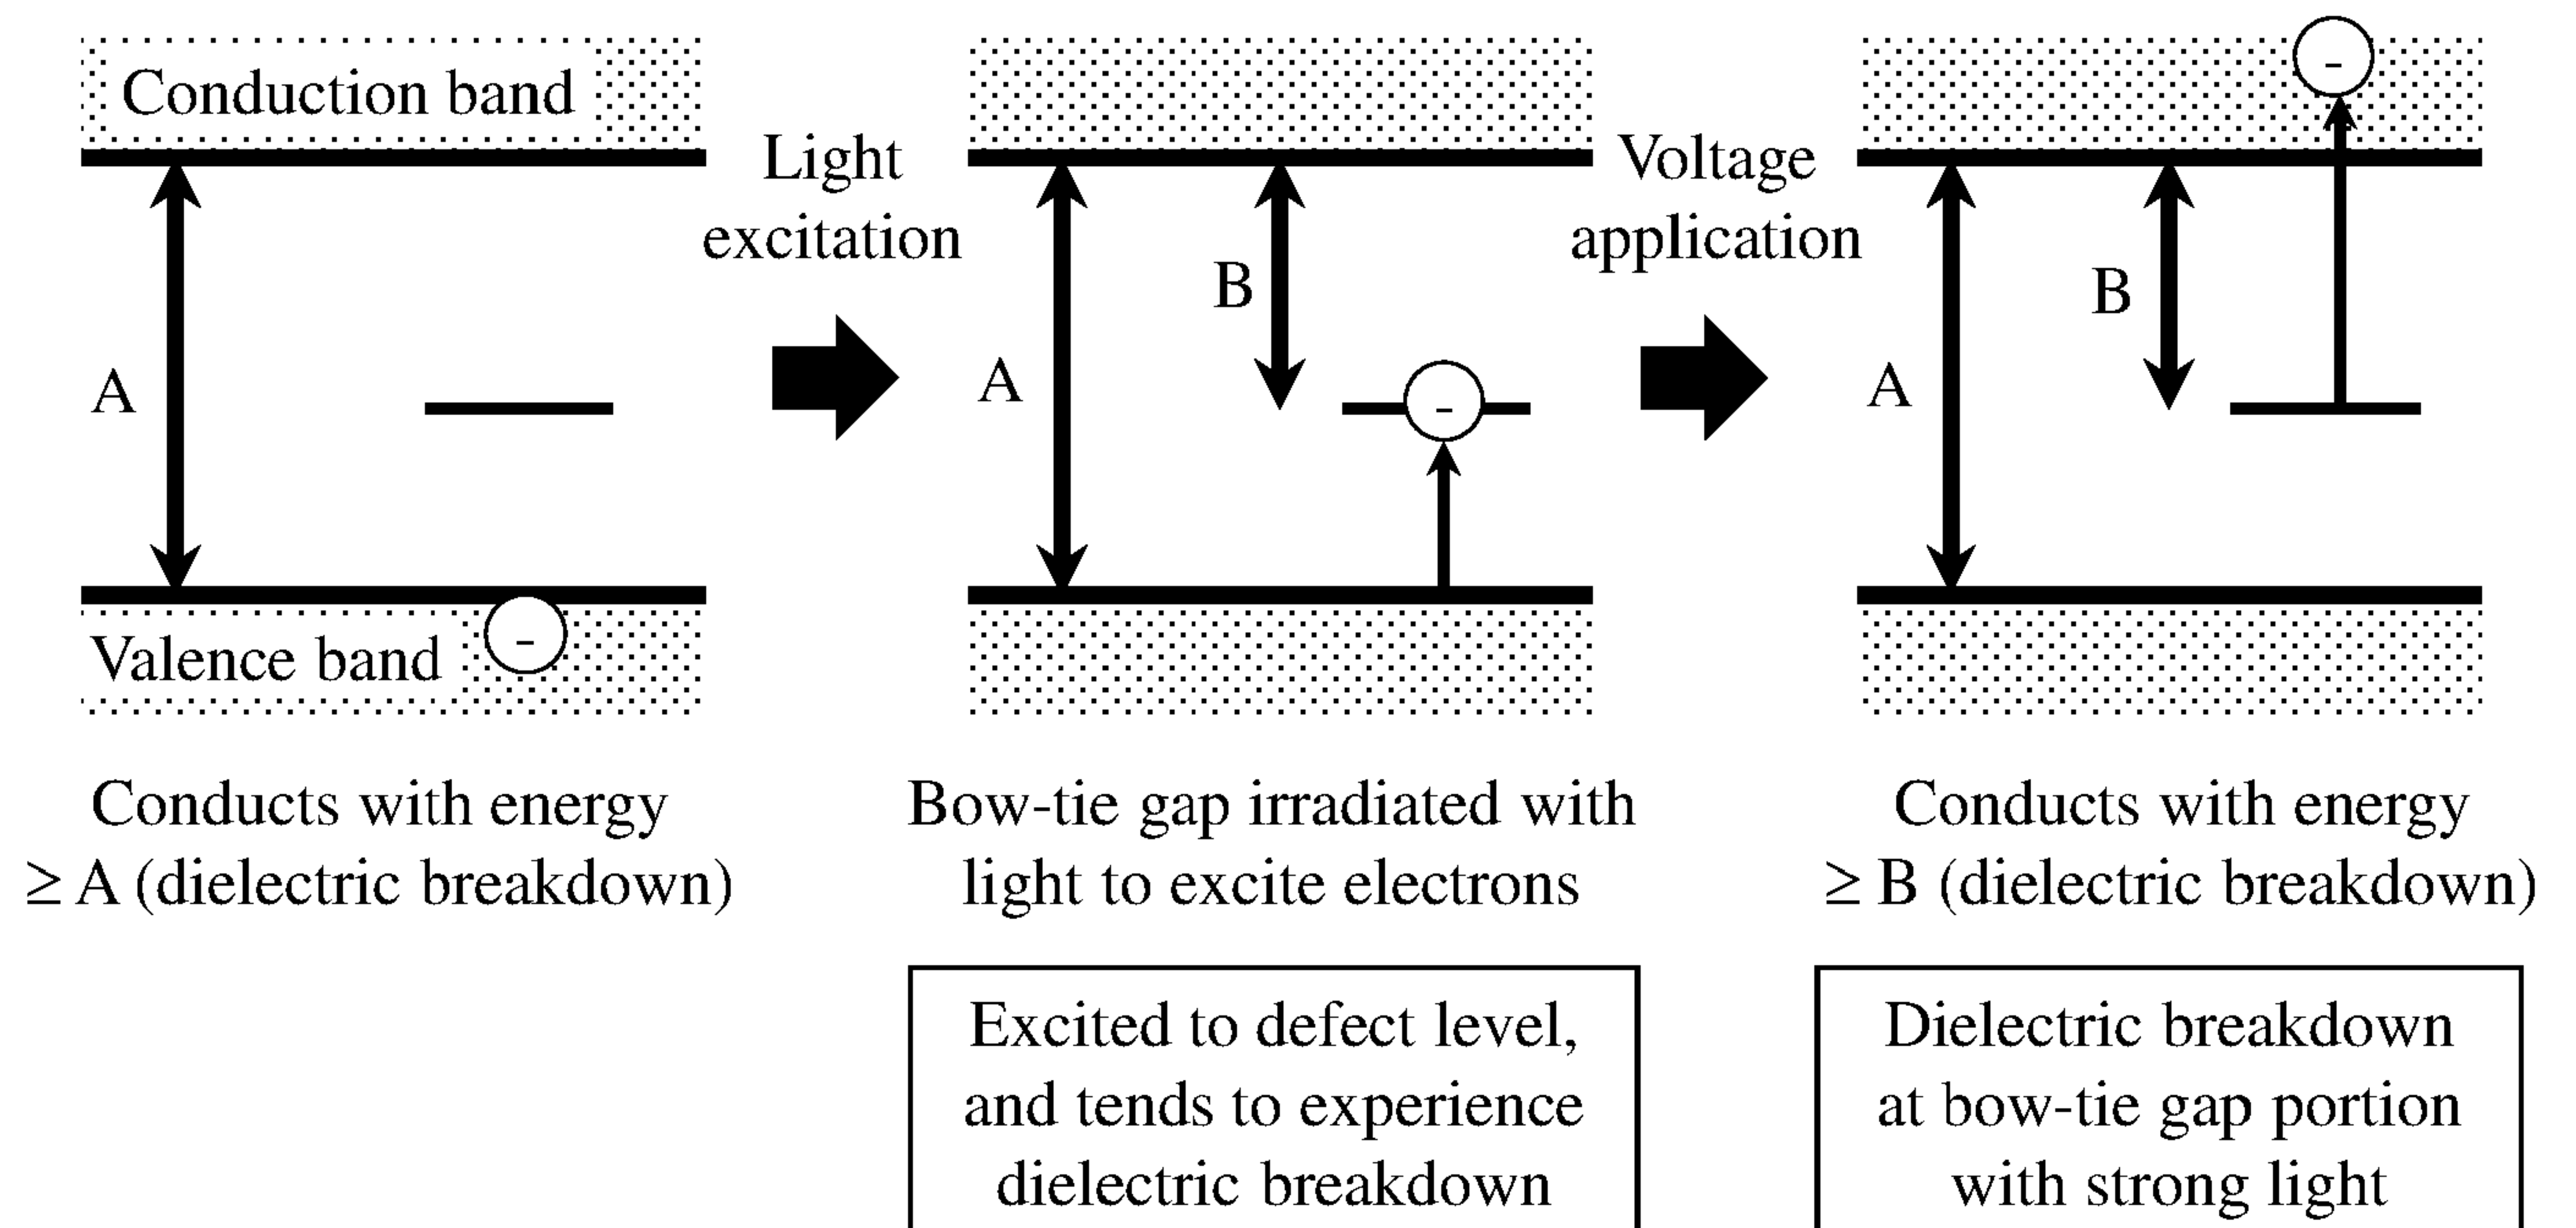 Conduction band
A
Valence band
-
Conducts with energy
≥ A (dielectric breakdown)
Light
excitation
A
B
-
Bow-tie gap irradiated with
light to excite electrons
Excited to defect level,
and tends to experience
dielectric breakdown
Voltage
application
A
B
-
Conducts with energy
≥ B (dielectric breakdown)
Dielectric breakdown
at bow-tie gap portion
with strong light